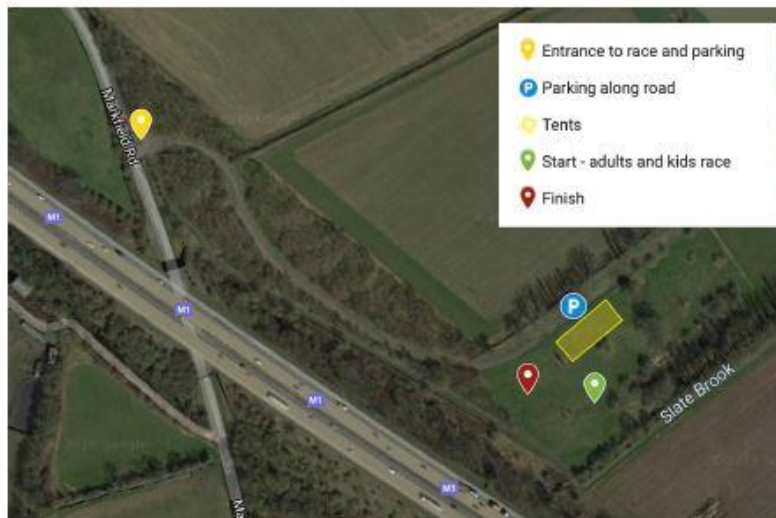 Entrance to race and parking
P Parking along road
Tents
Start - adults and kids race
Finish
Markfield Rd
M1
M1
M1
M1
P
Slate Brook
Ma